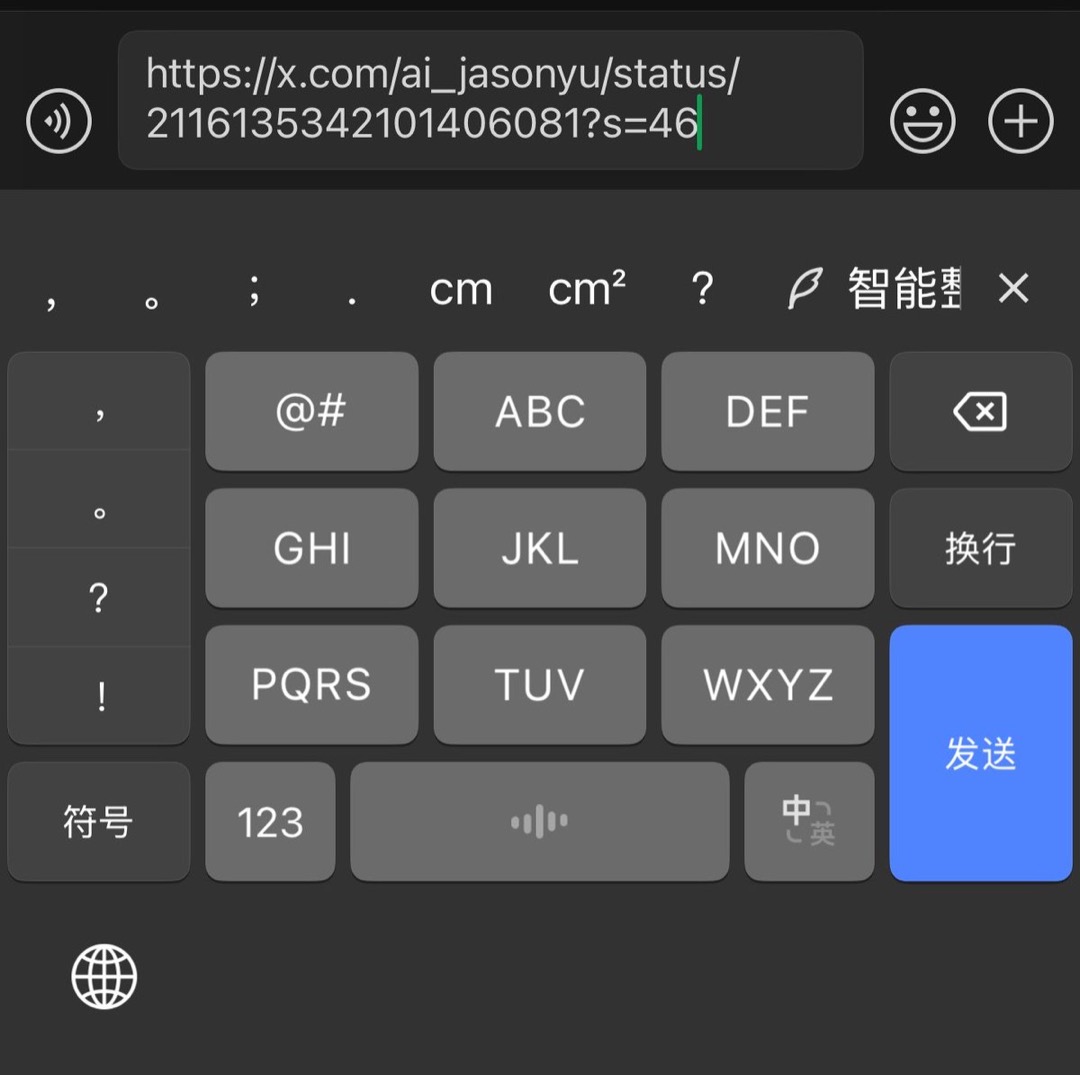 https://x.com/ai_jasonyu/status/
2116135342101406081?s=46
， 。 ； . cm cm² ? 智能整
, @# ABC DEF
。 GHI JKL MNO 换行
?
! PQRS TUV WXYZ 发送
符号 123 中 英